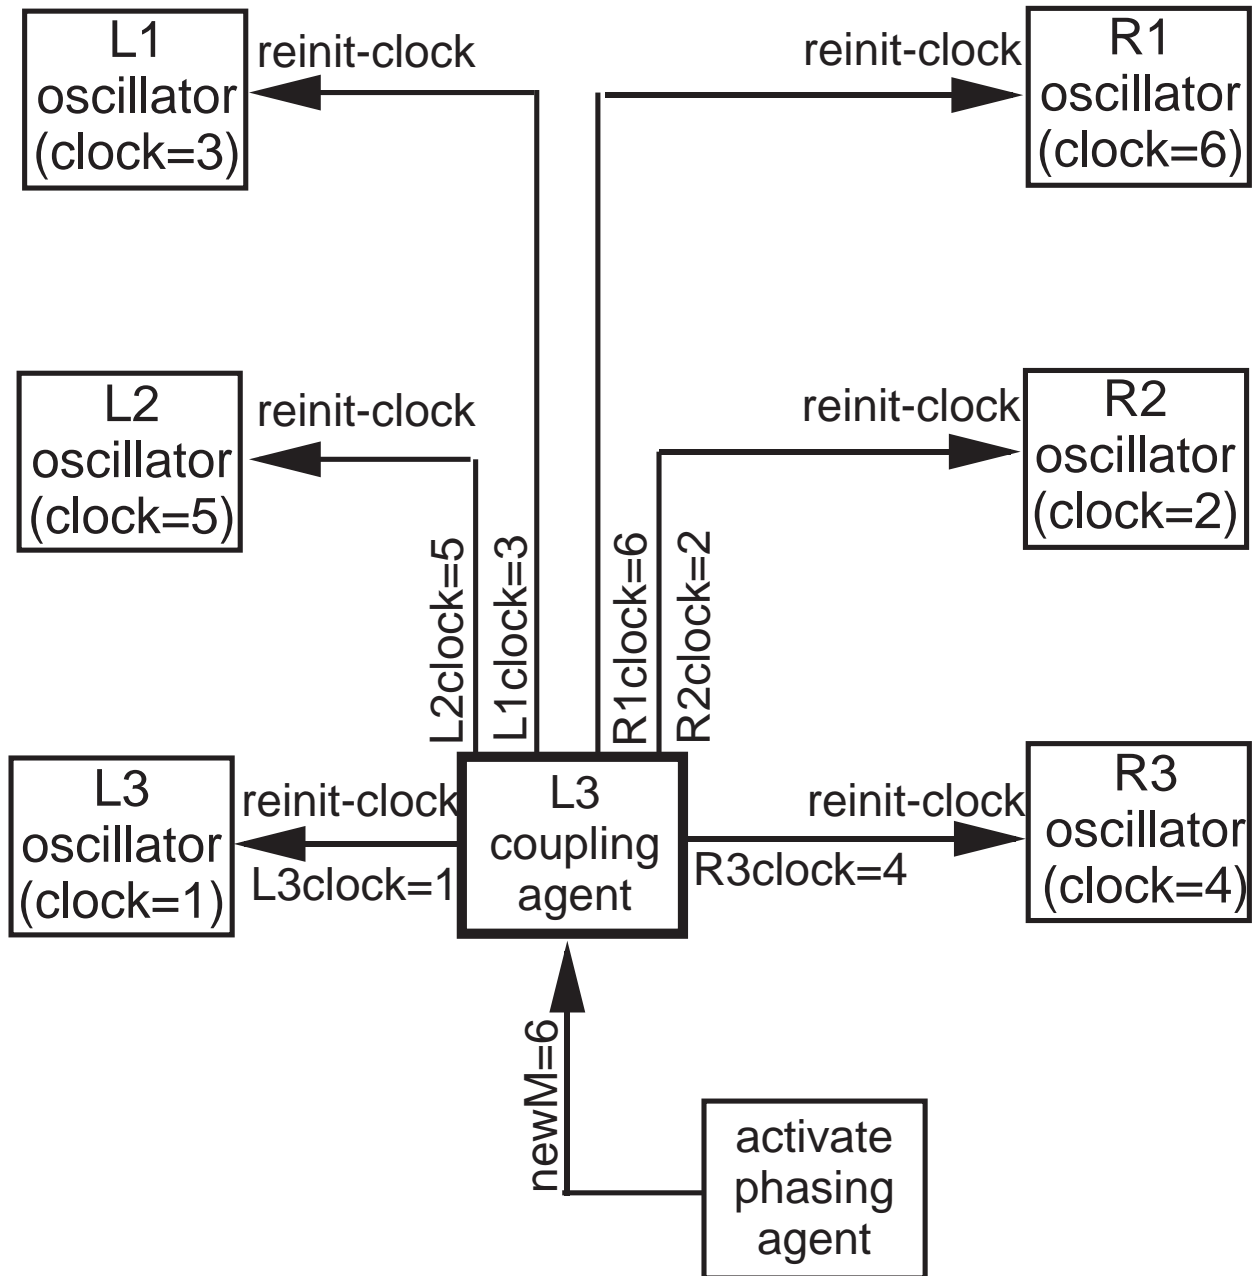 L1
oscillator
(clock=3)
reinit-clock
reinit-clock
R1
oscillator
(clock=6)
L2
oscillator
(clock=5)
reinit-clock
reinit-clock
R2
oscillator
(clock=2)
L2clock=5
L1clock=3
R1clock=6
R2clock=2
L3
oscillator
(clock=1)
reinit-clock
L3clock=1
L3
coupling
agent
reinit-clock
R3clock=4
R3
oscillator
(clock=4)
newM=6
activate
phasing
agent